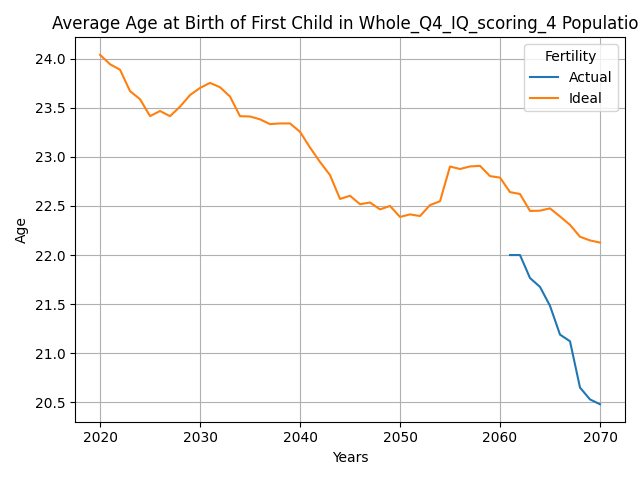 Average Age at Birth of First Child in Whole_Q4_IQ_scoring_4 Populatio
Fertility
Actual
Ideal
24.0
23.5
23.0
22.5
22.0
21.5
21.0
20.5
Age
2020 2030 2040 2050 2060 2070
Years